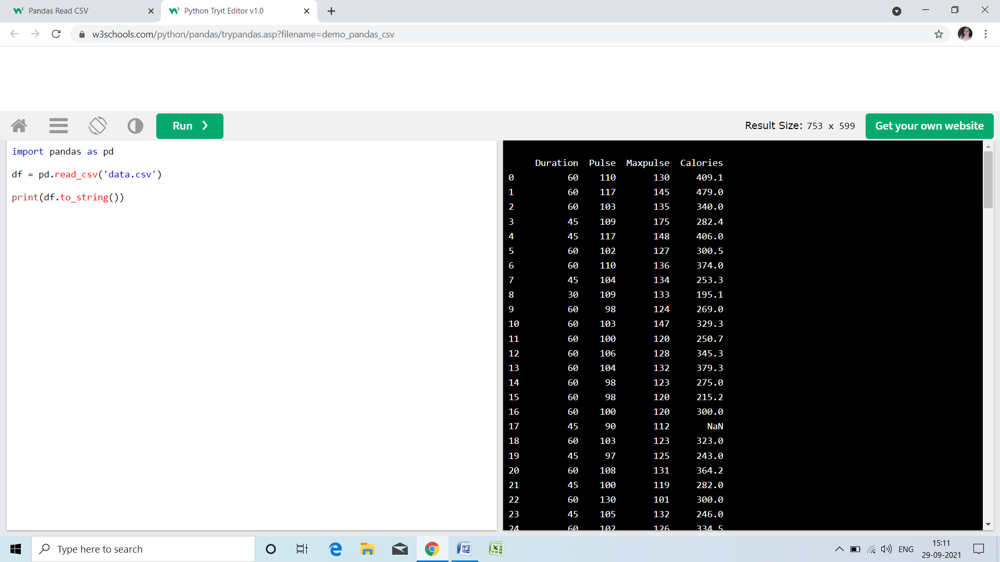 Pandas Read CSV
Python Tryit Editor v1.0
w3schools.com/python/pandas/trypandas.asp?filename=demo_pandas_csv
Run ❯
Result Size: 753 x 599
Get your own website
import pandas as pd
df = pd.read_csv('data.csv')
print(df.to_string())
Duration Pulse Maxpulse Calories
0 60 110 130 409.1
1 60 117 145 479.0
2 60 103 135 340.0
3 45 109 175 282.4
4 45 117 148 406.0
5 60 102 127 300.5
6 60 110 136 374.0
7 45 104 134 253.3
8 30 109 133 195.1
9 60 98 124 269.0
10 60 103 147 329.3
11 60 100 120 250.7
12 60 106 128 345.3
13 60 104 132 379.3
14 60 98 123 275.0
15 60 98 120 215.2
16 60 100 120 300.0
17 45 90 112 NaN
18 60 103 123 323.0
19 45 97 125 243.0
20 60 108 131 364.2
21 45 100 119 282.0
22 60 130 101 300.0
23 45 105 132 246.0
24 60 102 126 334.5
Type here to search
ENG
15:11
29-09-2021